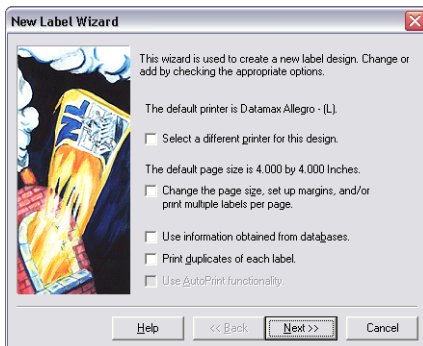 New Label Wizard
This wizard is used to create a new label design. Change or
add by checking the appropriate options.
The default printer is Datamax Allegro - (L).
Select a different printer for this design.
The default page size is 4.000 by 4.000 Inches.
Change the page size, set up margins, and/or
print multiple labels per page.
Use information obtained from databases.
Print duplicates of each label.
Use AutoPrint functionality.
NL
Help
<< Back
Next >>
Cancel